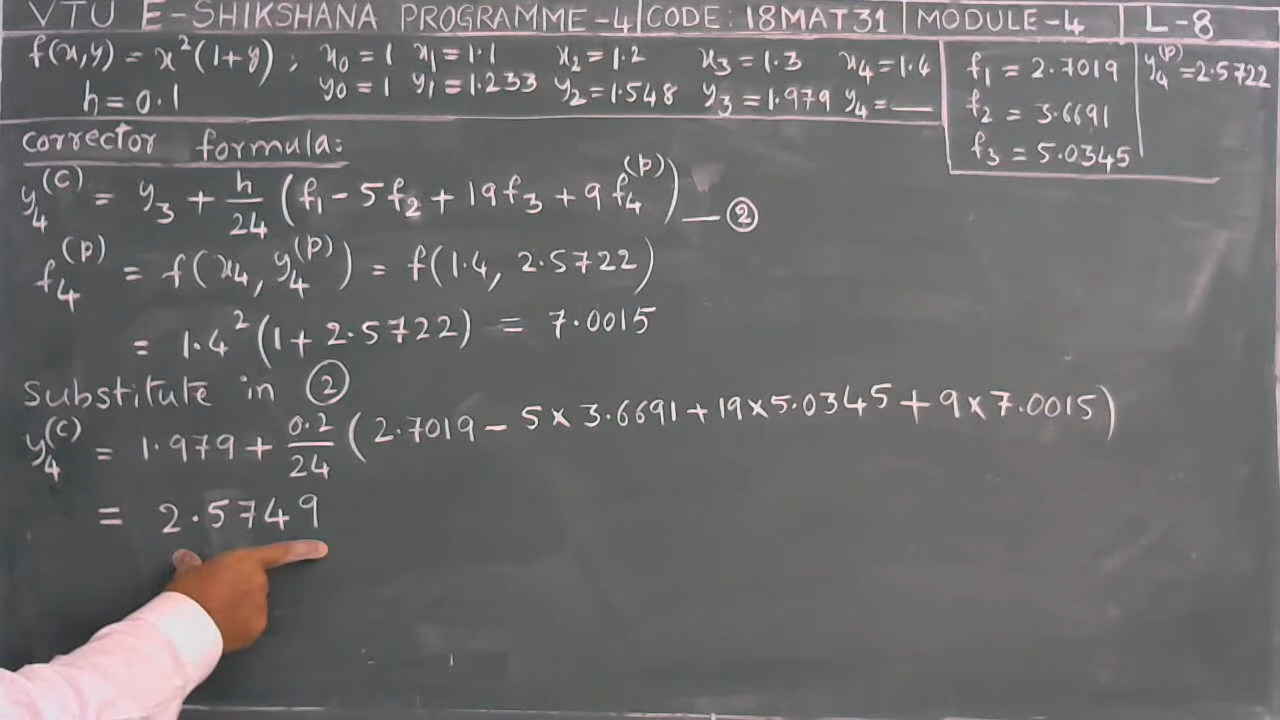 VTU E-SHIKSHANA PROGRAMME-4 | CODE: 18MAT31 | MODULE-4 | L-8
f(x,y) = x²(1+y) ; x₀ = 1 x₁ = 1.1 x₂ = 1.2 x₃ = 1.3 x₄ = 1.4
h = 0.1 y₀ = 1 y₁ = 1.233 y₂ = 1.548 y₃ = 1.979 y₄ = __
f₁ = 2.7019
f₂ = 3.6691
f₃ = 5.0345
y₄^(P) = 2.5722
corrector formula:
y₄^(C) = y₃ + h/24 (f₁ - 5f₂ + 19f₃ + 9f₄^(P)) — ②
f₄^(P) = f(x₄, y₄^(P)) = f(1.4, 2.5722)
= 1.4²(1 + 2.5722) = 7.0015
Substitute in ②
y₄^(C) = 1.979 + 0.2/24 (2.7019 - 5 × 3.6691 + 19 × 5.0345 + 9 × 7.0015)
= 2.5749